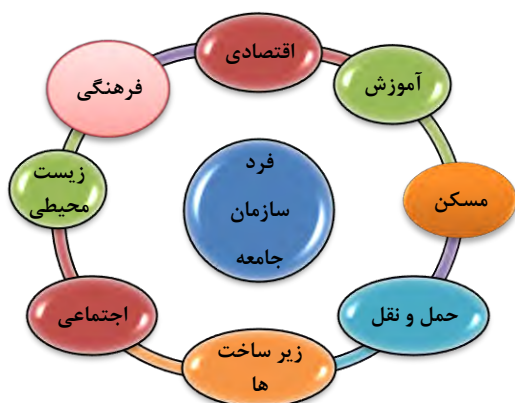 اقتصادی
آموزش
مسکن
حمل و نقل
زیر ساخت
ها
اجتماعی
زیست
محیطی
فرهنگی
فرد
سازمان
جامعه